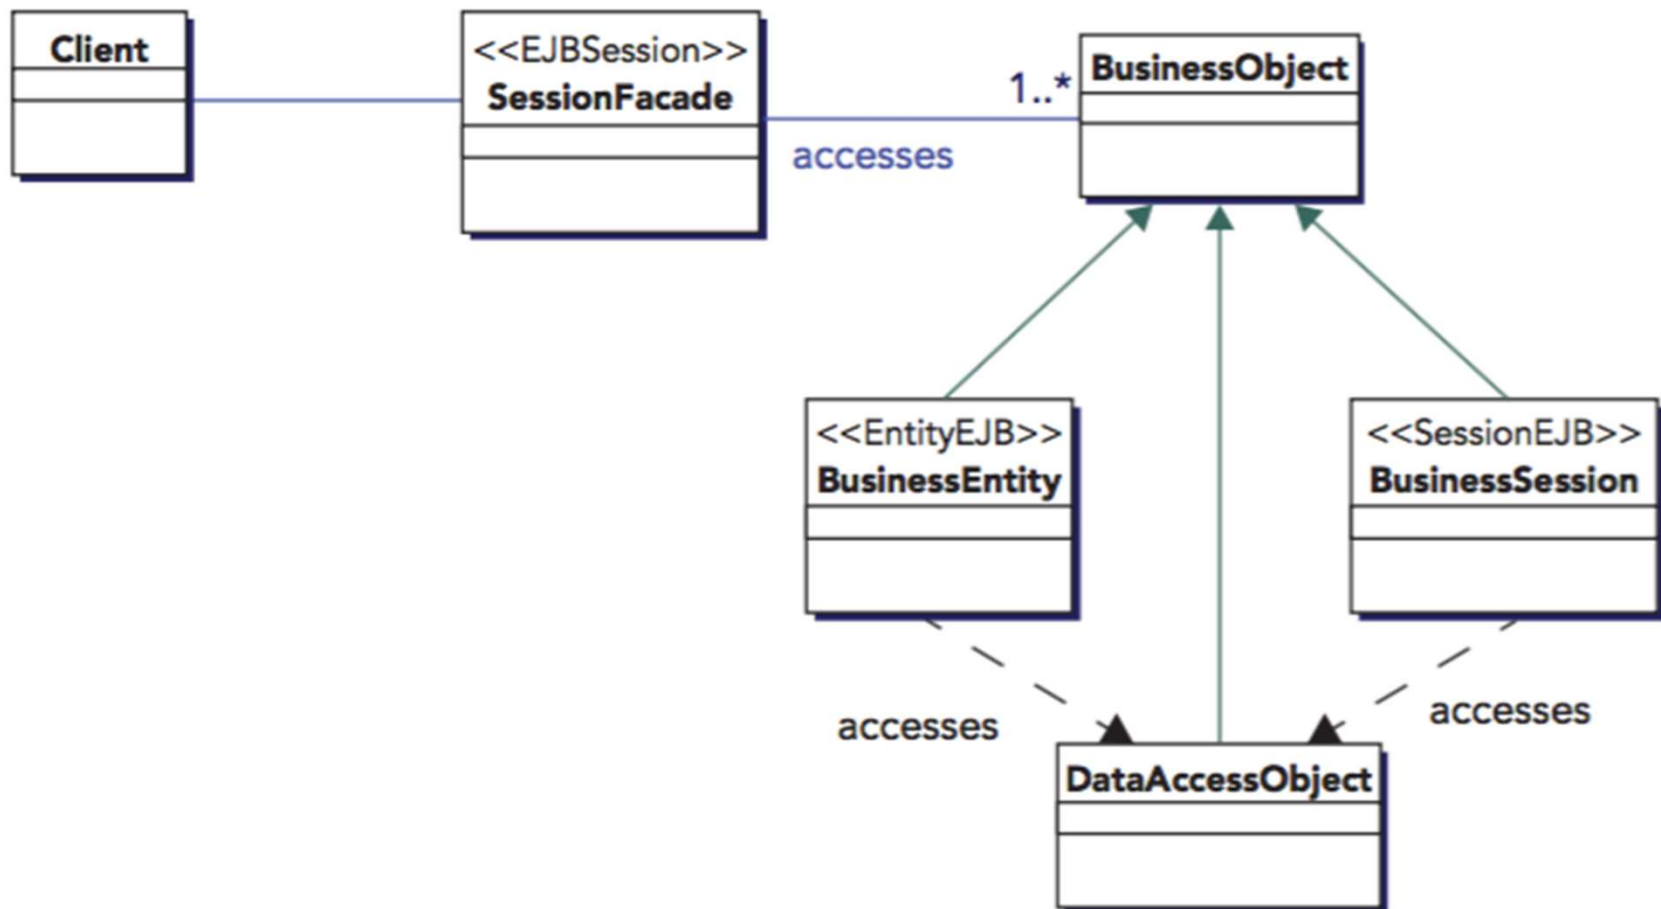 Client
<<EJBSession>>
SessionFacade
accesses
1..*
BusinessObject
<<EntityEJB>>
BusinessEntity
<<SessionEJB>>
BusinessSession
accesses
accesses
DataAccessObject